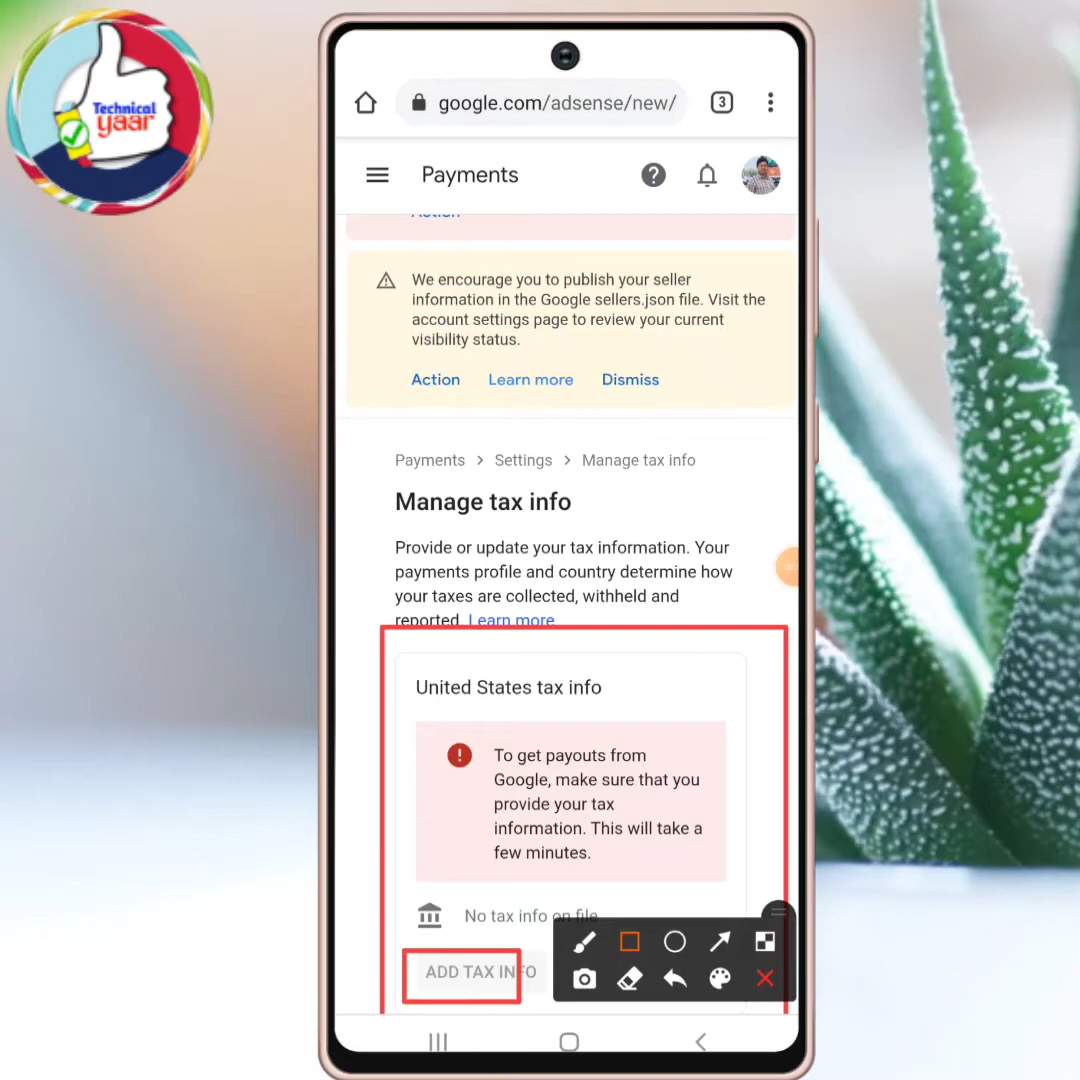 Technical
yaar
google.com/adsense/new/
3
Payments
Action
We encourage you to publish your seller
information in the Google sellers.json file. Visit the
account settings page to review your current
visibility status.
Action Learn more Dismiss
Payments > Settings > Manage tax info
Manage tax info
Provide or update your tax information. Your
payments profile and country determine how
your taxes are collected, withheld and
reported. Learn more
United States tax info
To get payouts from
Google, make sure that you
provide your tax
information. This will take a
few minutes.
No tax info on file
ADD TAX INFO